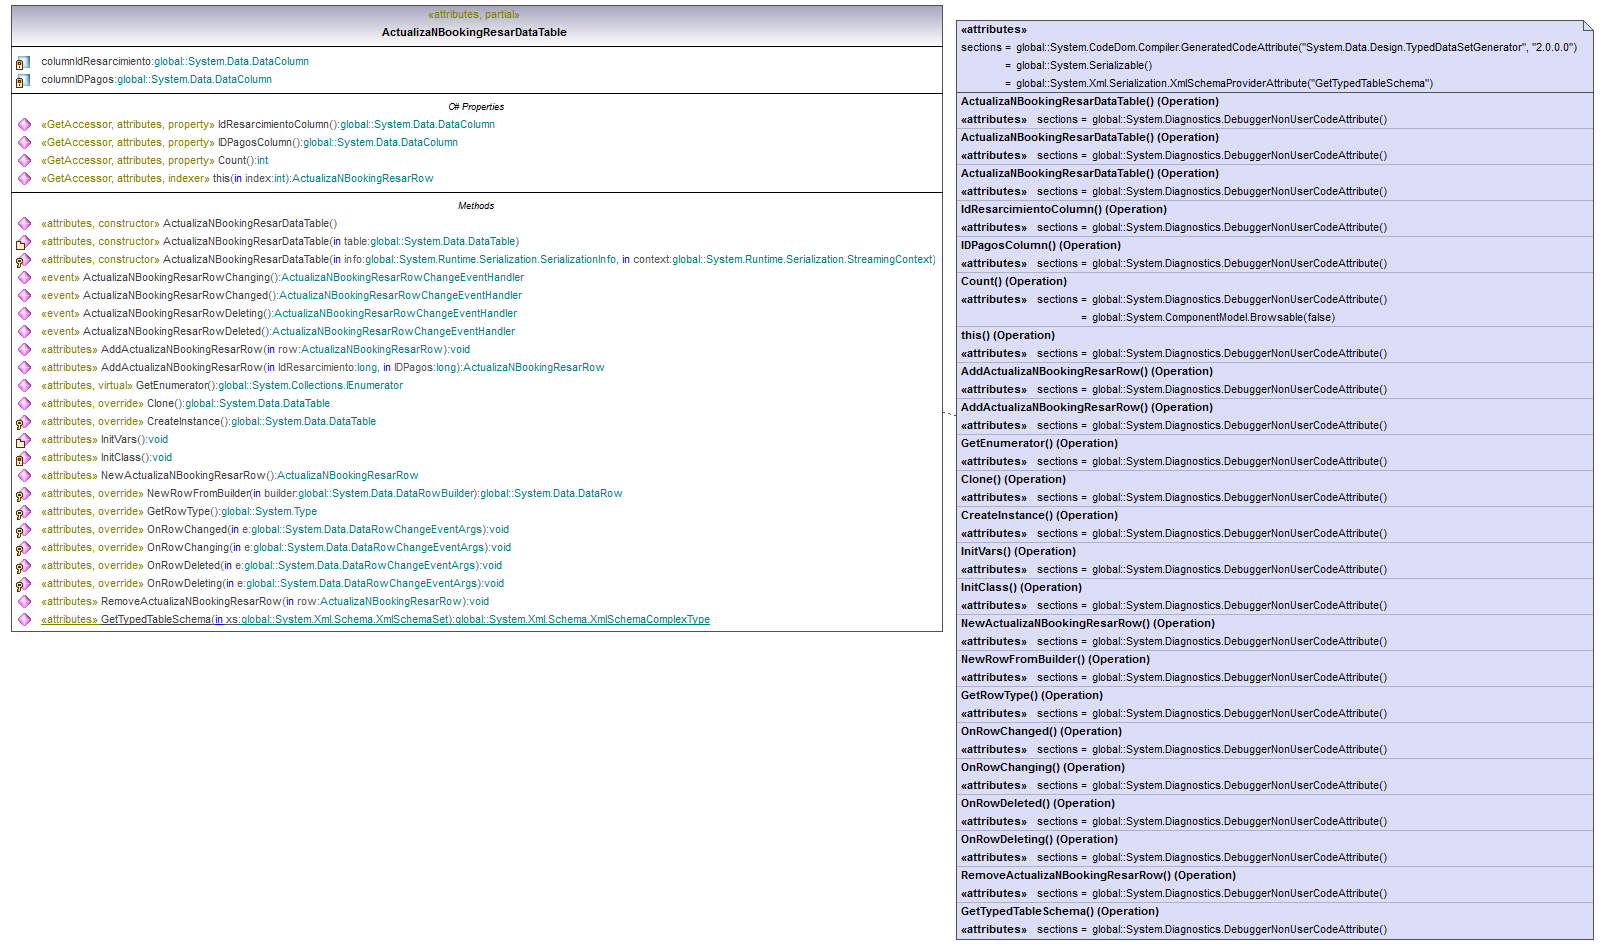 «attributes, partial»
ActualizaNBookingResarDataTable
columnIdResarcimiento:global::System.Data.DataColumn
columnIDPagos:global::System.Data.DataColumn
C# Properties
«GetAccessor, attributes, property» IdResarcimientoColumn():global::System.Data.DataColumn
«GetAccessor, attributes, property» IDPagosColumn():global::System.Data.DataColumn
«GetAccessor, attributes, property» Count():int
«GetAccessor, attributes, indexer» this(in index:int):ActualizaNBookingResarRow
Methods
«attributes, constructor» ActualizaNBookingResarDataTable()
«attributes, constructor» ActualizaNBookingResarDataTable(in table:global::System.Data.DataTable)
«attributes, constructor» ActualizaNBookingResarDataTable(in info:global::System.Runtime.Serialization.SerializationInfo, in context:global::System.Runtime.Serialization.StreamingContext)
«event» ActualizaNBookingResarRowChanging():ActualizaNBookingResarRowChangeEventHandler
«event» ActualizaNBookingResarRowChanged():ActualizaNBookingResarRowChangeEventHandler
«event» ActualizaNBookingResarRowDeleting():ActualizaNBookingResarRowChangeEventHandler
«event» ActualizaNBookingResarRowDeleted():ActualizaNBookingResarRowChangeEventHandler
«attributes» AddActualizaNBookingResarRow(in row:ActualizaNBookingResarRow):void
«attributes» AddActualizaNBookingResarRow(in IdResarcimiento:long, in IDPagos:long):ActualizaNBookingResarRow
«attributes, virtual» GetEnumerator():global::System.Collections.IEnumerator
«attributes, override» Clone():global::System.Data.DataTable
«attributes, override» CreateInstance():global::System.Data.DataTable
«attributes» InitVars():void
«attributes» InitClass():void
«attributes» NewActualizaNBookingResarRow():ActualizaNBookingResarRow
«attributes, override» NewRowFromBuilder(in builder:global::System.Data.DataRowBuilder):global::System.Data.DataRow
«attributes, override» GetRowType():global::System.Type
«attributes, override» OnRowChanged(in e:global::System.Data.DataRowChangeEventArgs):void
«attributes, override» OnRowChanging(in e:global::System.Data.DataRowChangeEventArgs):void
«attributes, override» OnRowDeleted(in e:global::System.Data.DataRowChangeEventArgs):void
«attributes, override» OnRowDeleting(in e:global::System.Data.DataRowChangeEventArgs):void
«attributes» RemoveActualizaNBookingResarRow(in row:ActualizaNBookingResarRow):void
«attributes» GetTypedTableSchema(in xs:global::System.Xml.Schema.XmlSchemaSet):global::System.Xml.Schema.XmlSchemaComplexType
«attributes»
sections = global::System.CodeDom.Compiler.GeneratedCodeAttribute("System.Data.Design.TypedDataSetGenerator", "2.0.0.0")
= global::System.Serializable()
= global::System.Xml.Serialization.XmlSchemaProviderAttribute("GetTypedTableSchema")
ActualizaNBookingResarDataTable() (Operation)
«attributes» sections = global::System.Diagnostics.DebuggerNonUserCodeAttribute()
ActualizaNBookingResarDataTable() (Operation)
«attributes» sections = global::System.Diagnostics.DebuggerNonUserCodeAttribute()
ActualizaNBookingResarDataTable() (Operation)
«attributes» sections = global::System.Diagnostics.DebuggerNonUserCodeAttribute()
IdResarcimientoColumn() (Operation)
«attributes» sections = global::System.Diagnostics.DebuggerNonUserCodeAttribute()
IDPagosColumn() (Operation)
«attributes» sections = global::System.Diagnostics.DebuggerNonUserCodeAttribute()
Count() (Operation)
«attributes» sections = global::System.Diagnostics.DebuggerNonUserCodeAttribute()
= global::System.ComponentModel.Browsable(false)
this() (Operation)
«attributes» sections = global::System.Diagnostics.DebuggerNonUserCodeAttribute()
AddActualizaNBookingResarRow() (Operation)
«attributes» sections = global::System.Diagnostics.DebuggerNonUserCodeAttribute()
AddActualizaNBookingResarRow() (Operation)
«attributes» sections = global::System.Diagnostics.DebuggerNonUserCodeAttribute()
GetEnumerator() (Operation)
«attributes» sections = global::System.Diagnostics.DebuggerNonUserCodeAttribute()
Clone() (Operation)
«attributes» sections = global::System.Diagnostics.DebuggerNonUserCodeAttribute()
CreateInstance() (Operation)
«attributes» sections = global::System.Diagnostics.DebuggerNonUserCodeAttribute()
InitVars() (Operation)
«attributes» sections = global::System.Diagnostics.DebuggerNonUserCodeAttribute()
InitClass() (Operation)
«attributes» sections = global::System.Diagnostics.DebuggerNonUserCodeAttribute()
NewActualizaNBookingResarRow() (Operation)
«attributes» sections = global::System.Diagnostics.DebuggerNonUserCodeAttribute()
NewRowFromBuilder() (Operation)
«attributes» sections = global::System.Diagnostics.DebuggerNonUserCodeAttribute()
GetRowType() (Operation)
«attributes» sections = global::System.Diagnostics.DebuggerNonUserCodeAttribute()
OnRowChanged() (Operation)
«attributes» sections = global::System.Diagnostics.DebuggerNonUserCodeAttribute()
OnRowChanging() (Operation)
«attributes» sections = global::System.Diagnostics.DebuggerNonUserCodeAttribute()
OnRowDeleted() (Operation)
«attributes» sections = global::System.Diagnostics.DebuggerNonUserCodeAttribute()
OnRowDeleting() (Operation)
«attributes» sections = global::System.Diagnostics.DebuggerNonUserCodeAttribute()
RemoveActualizaNBookingResarRow() (Operation)
«attributes» sections = global::System.Diagnostics.DebuggerNonUserCodeAttribute()
GetTypedTableSchema() (Operation)
«attributes» sections = global::System.Diagnostics.DebuggerNonUserCodeAttribute()